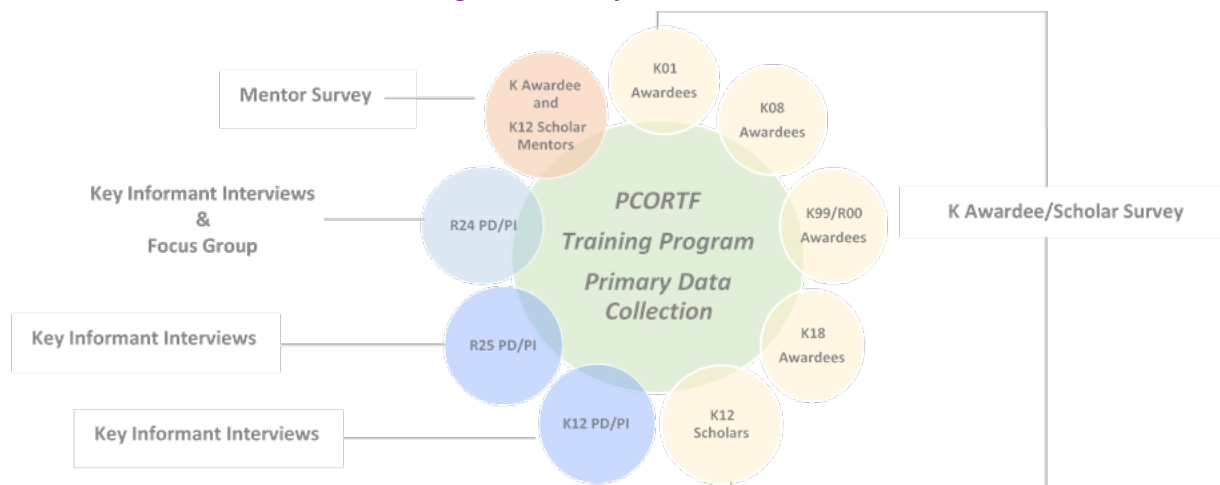 Mentor Survey
K Awardee
and
K12 Scholar
Mentors
K01
Awardees
K08
Awardees
Key Informant Interviews
&
Focus Group
R24 PD/PI
PCORTF
Training Program
Primary Data
Collection
K99/R00
Awardees
K Awardee/Scholar Survey
Key Informant Interviews
R25 PD/PI
K18
Awardees
Key Informant Interviews
K12 PD/PI
K12
Scholars